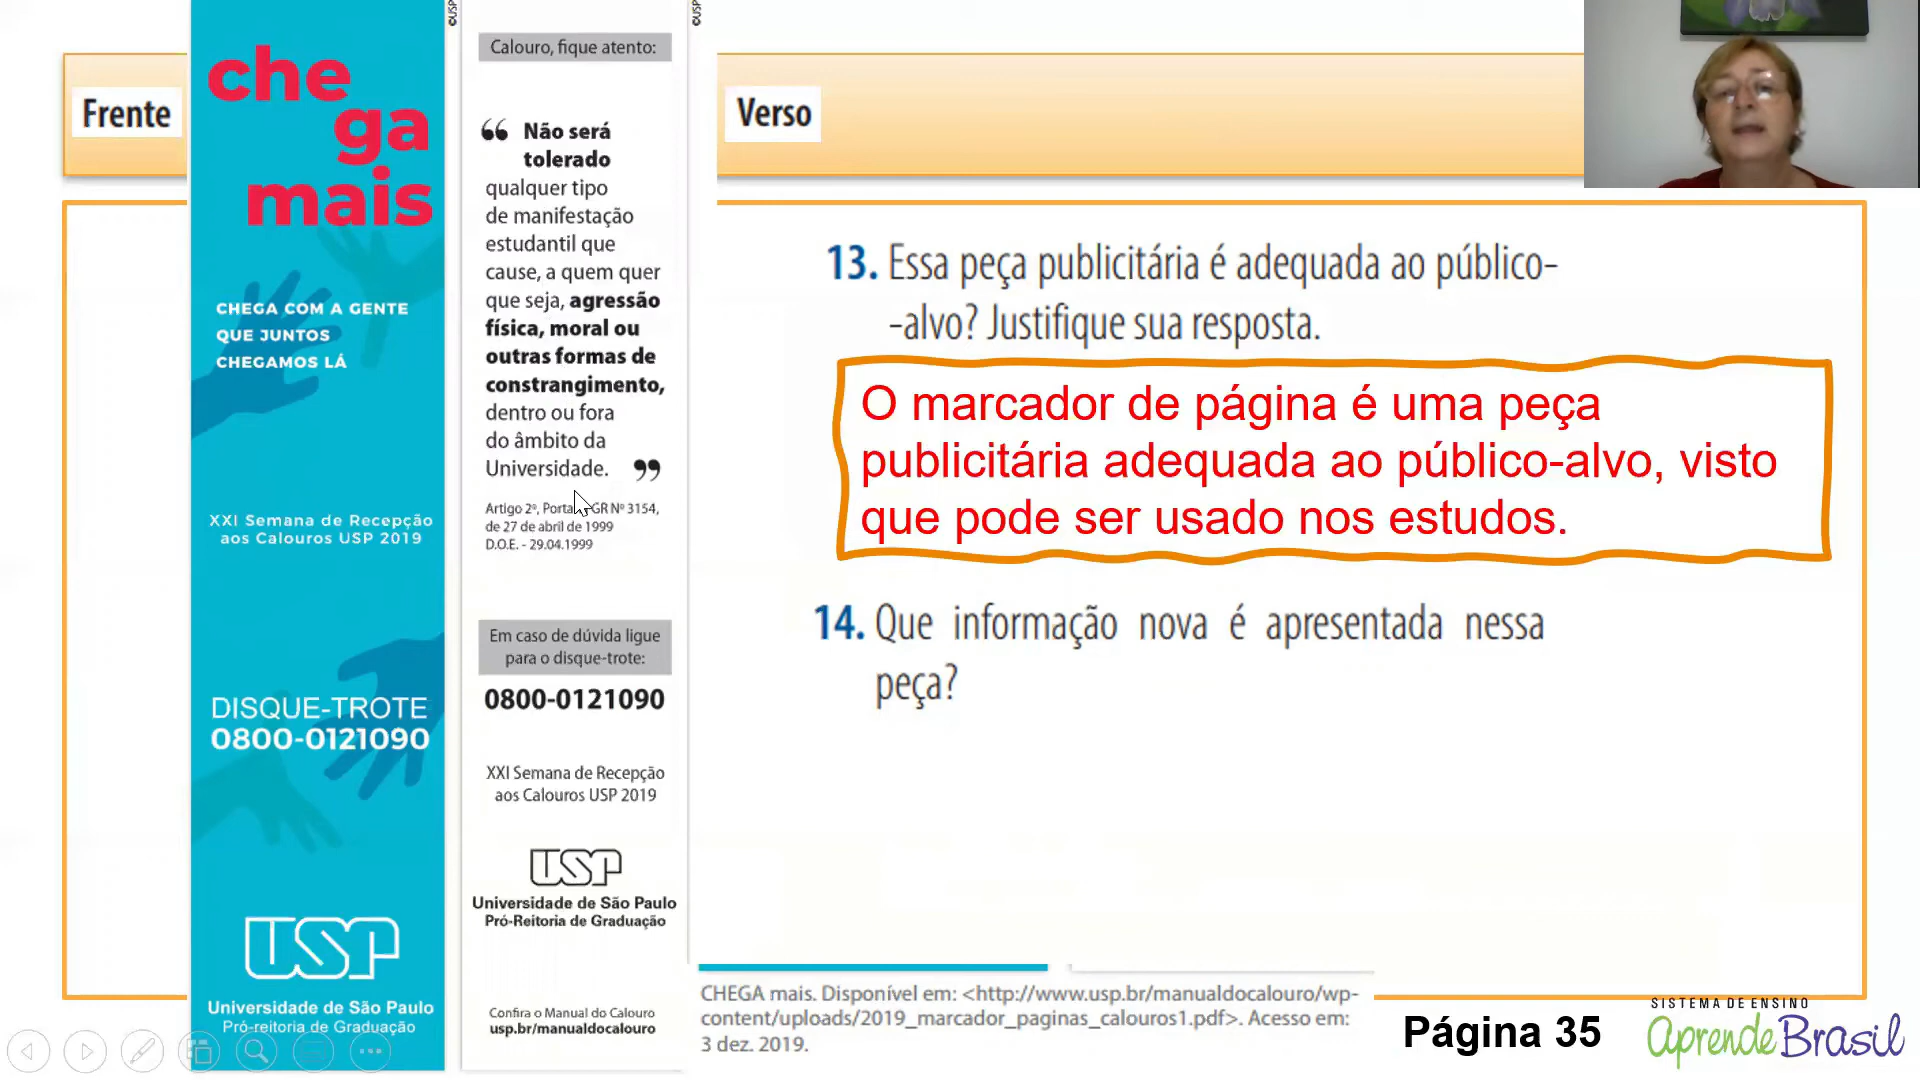 ©USP
©USP
Frente
che
ga
mais
CHEGA COM A GENTE
QUE JUNTOS
CHEGAMOS LÁ
XXI Semana de Recepção
aos Calouros USP 2019
DISQUE-TROTE
0800-0121090
USP
Universidade de São Paulo
Pró-reitoria de Graduação
Calouro, fique atento:
“ Não será
tolerado
qualquer tipo
de manifestação
estudantil que
cause, a quem quer
que seja, agressão
física, moral ou
outras formas de
constrangimento,
dentro ou fora
do âmbito da
Universidade. ”
Artigo 2º, GR Nº 3154,
de 27 de abril de 1999
D.O.E. - 29.04.1999
Em caso de dúvida ligue
para o disque-trote:
0800-0121090
XXI Semana de Recepção
aos Calouros USP 2019
USP
Universidade de São Paulo
Pró-Reitoria de Graduação
Confira o Manual do Calouro
usp.br/manualdocalouro
Verso
13. Essa peça publicitária é adequada ao público-
-alvo? Justifique sua resposta.
O marcador de página é uma peça
publicitária adequada ao público-alvo, visto
que pode ser usado nos estudos.
14. Que informação nova é apresentada nessa
peça?
CHEGA mais. Disponível em: <http://www.usp.br/manualdocalouro/wp-
content/uploads/2019_marcador_paginas_calouros1.pdf>. Acesso em:
3 dez. 2019.
Página 35
SISTEMA DE ENSINO
aprende Brasil